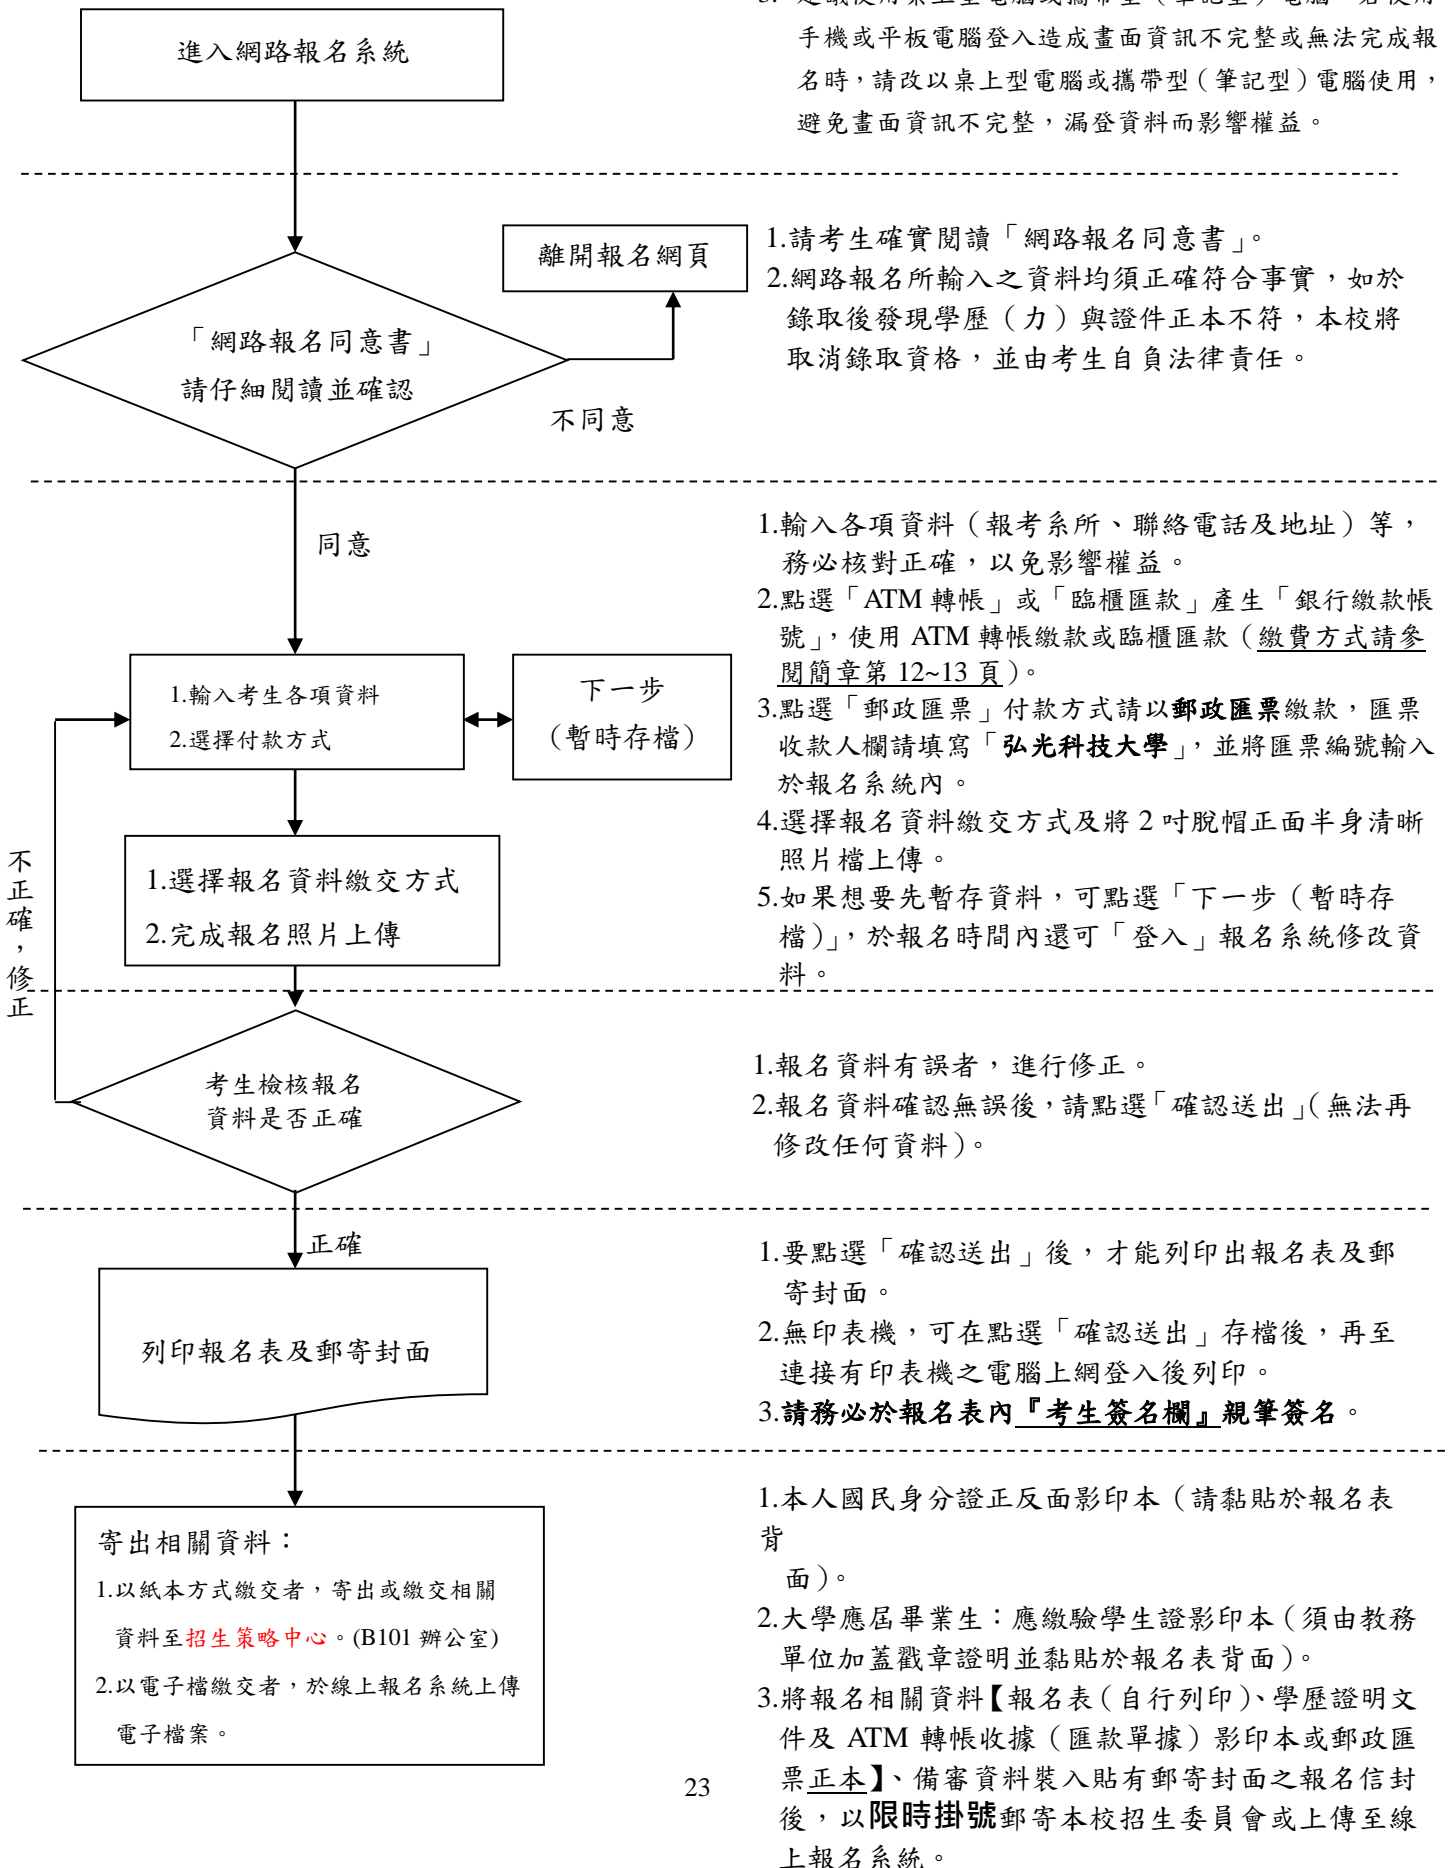 進入網路報名系統
3. 建議使用桌上型電腦或攜帶型（筆記型）電腦，若使用
手機或平板電腦登入造成畫面資訊不完整或無法完成報
名時，請改以桌上型電腦或攜帶型（筆記型）電腦使用，
避免畫面資訊不完整，漏登資料而影響權益。
離開報名網頁
「網路報名同意書」
請仔細閱讀並確認
不同意
1.請考生確實閱讀「網路報名同意書」。
2.網路報名所輸入之資料均須正確符合事實，如於
錄取後發現學歷（力）與證件正本不符，本校將
取消錄取資格，並由考生自負法律責任。
同意
1.輸入考生各項資料
2.選擇付款方式
下一步
（暫時存檔）
1.選擇報名資料繳交方式
2.完成報名照片上傳
不正確，修正
1.輸入各項資料（報考系所、聯絡電話及地址）等，
務必核對正確，以免影響權益。
2.點選「ATM 轉帳」或「臨櫃匯款」產生「銀行繳款帳
號」，使用 ATM 轉帳繳款或臨櫃匯款（繳費方式請參
閱簡章第 12~13 頁）。
3.點選「郵政匯票」付款方式請以郵政匯票繳款，匯票
收款人欄請填寫「弘光科技大學」，並將匯票編號輸入
於報名系統內。
4.選擇報名資料繳交方式及將 2 吋脫帽正面半身清晰
照片檔上傳。
5.如果想要先暫存資料，可點選「下一步（暫時存
檔）」，於報名時間內還可「登入」報名系統修改資
料。
考生檢核報名
資料是否正確
1.報名資料有誤者，進行修正。
2.報名資料確認無誤後，請點選「確認送出」（無法再
修改任何資料）。
正確
列印報名表及郵寄封面
1.要點選「確認送出」後，才能列印出報名表及郵
寄封面。
2.無印表機，可在點選「確認送出」存檔後，再至
連接有印表機之電腦上網登入後列印。
3.請務必於報名表內『考生簽名欄』親筆簽名。
寄出相關資料：
1.以紙本方式繳交者，寄出或繳交相關
資料至招生策略中心。(B101 辦公室)
2.以電子檔繳交者，於線上報名系統上傳
電子檔案。
1.本人國民身分證正反面影印本（請黏貼於報名表
背
面）。
2.大學應屆畢業生：應繳驗學生證影印本（須由教務
單位加蓋戳章證明並黏貼於報名表背面）。
3.將報名相關資料【報名表（自行列印）、學歷證明文
件及 ATM 轉帳收據（匯款單據）影印本或郵政匯
票正本】、備審資料裝入貼有郵寄封面之報名信封
後，以限時掛號郵寄本校招生委員會或上傳至線
上報名系統。
23